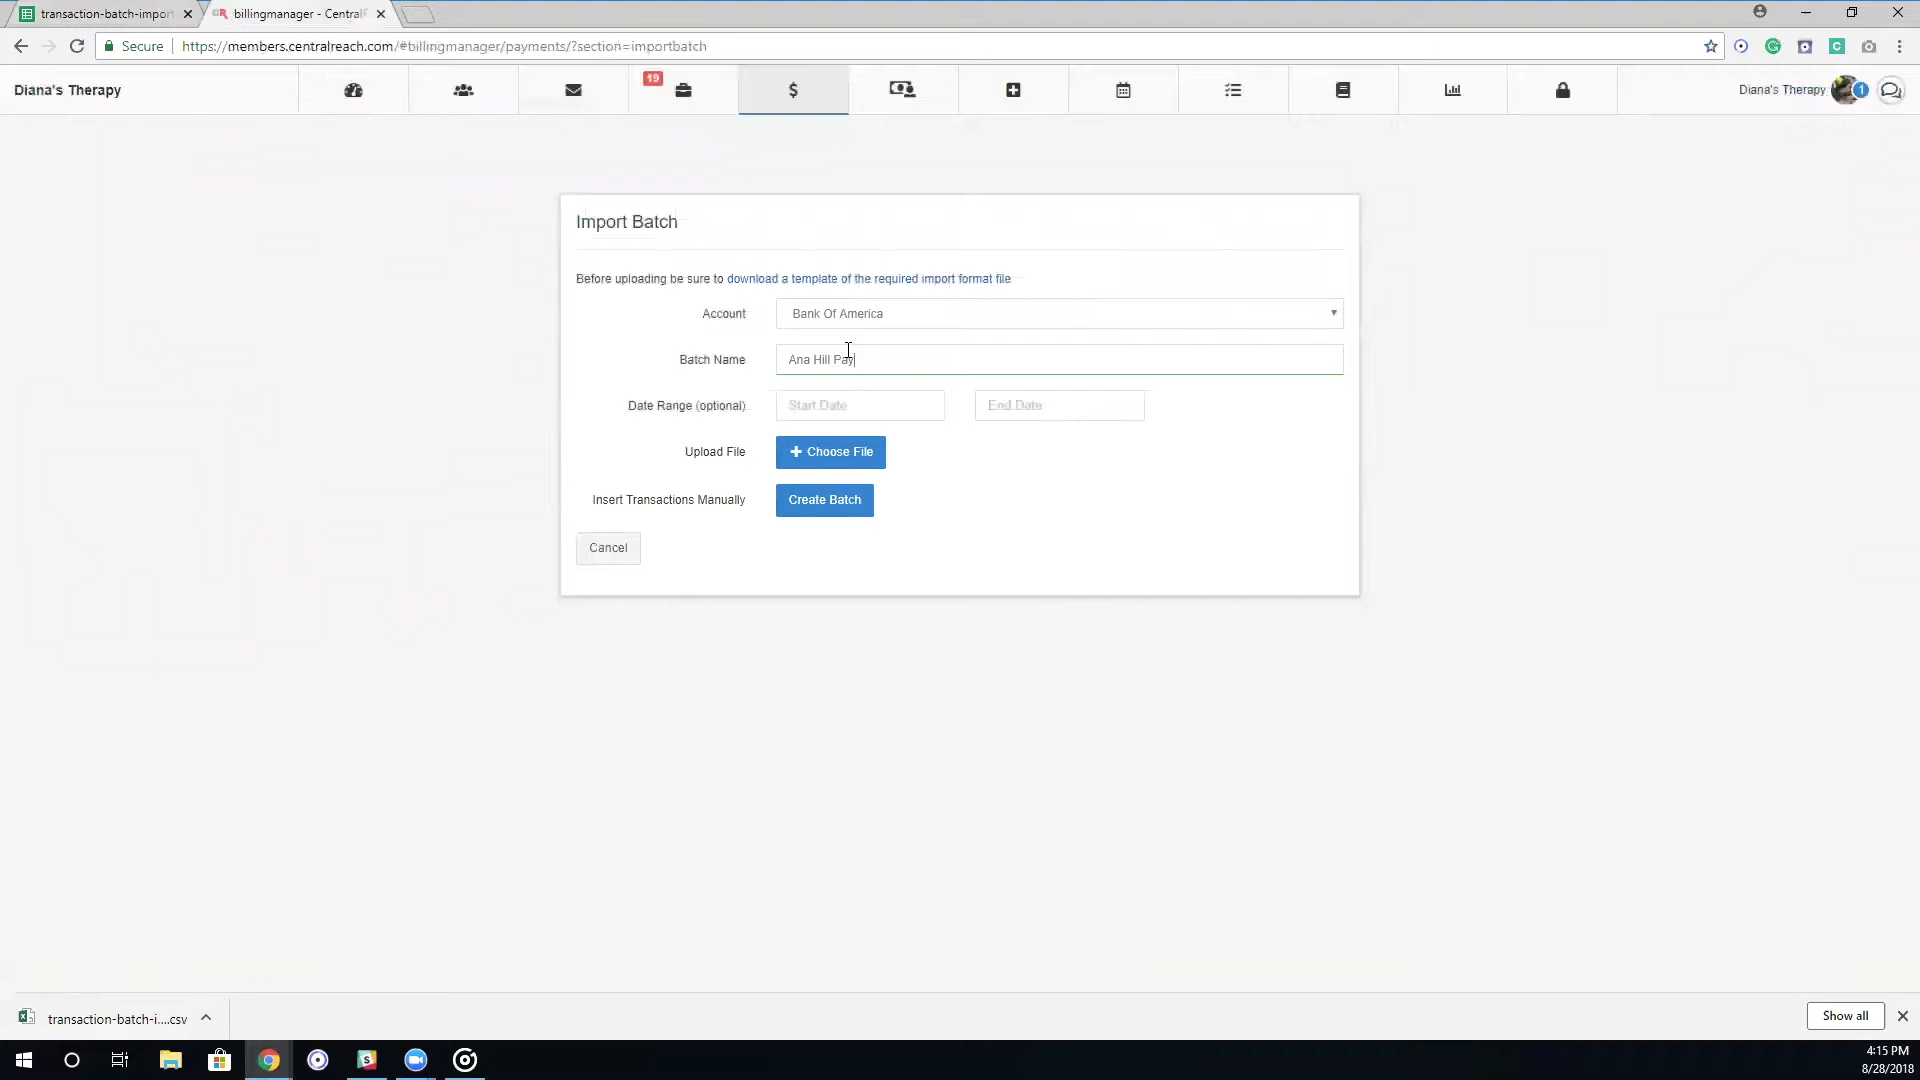 transaction-batch-import
billingmanager - CentralR
Secure
https://members.centralreach.com/#billingmanager/payments/?section=importbatch
Diana's Therapy
19
$
Diana's Therapy
1
Import Batch
Before uploading be sure to download a template of the required import format file
Account
Bank Of America
Batch Name
Ana Hill Pay
Date Range (optional)
Start Date
End Date
Upload File
Choose File
Insert Transactions Manually
Create Batch
Cancel
transaction-batch-i....csv
Show all
4:15 PM
8/28/2018